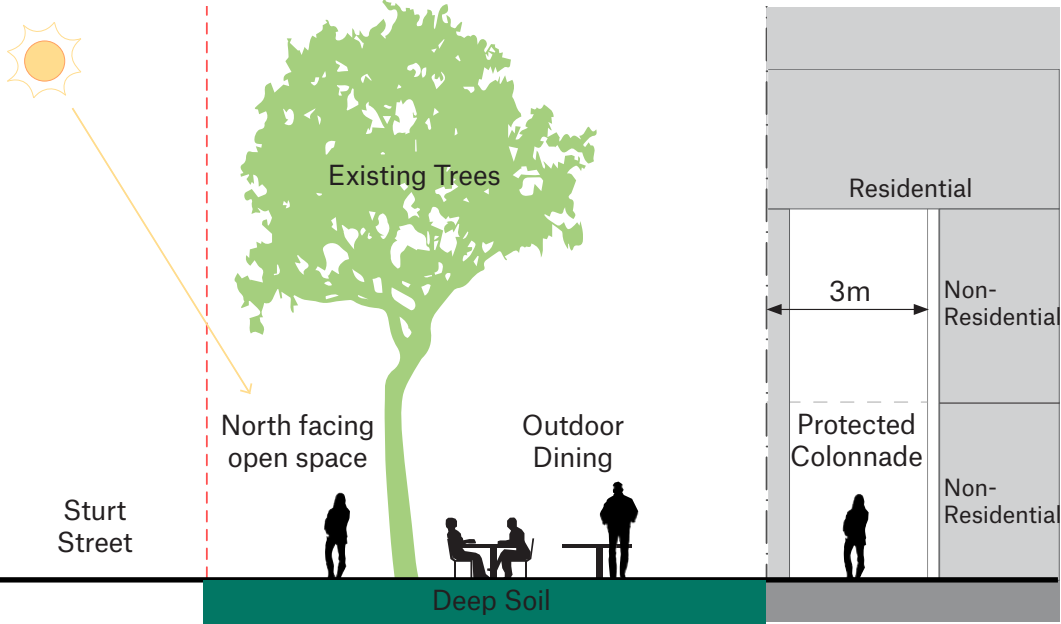 Existing Trees
Residential
3m
Non-
Residential
North facing
open space
Outdoor
Dining
Protected
Colonnade
Sturt
Street
Non-
Residential
Deep Soil